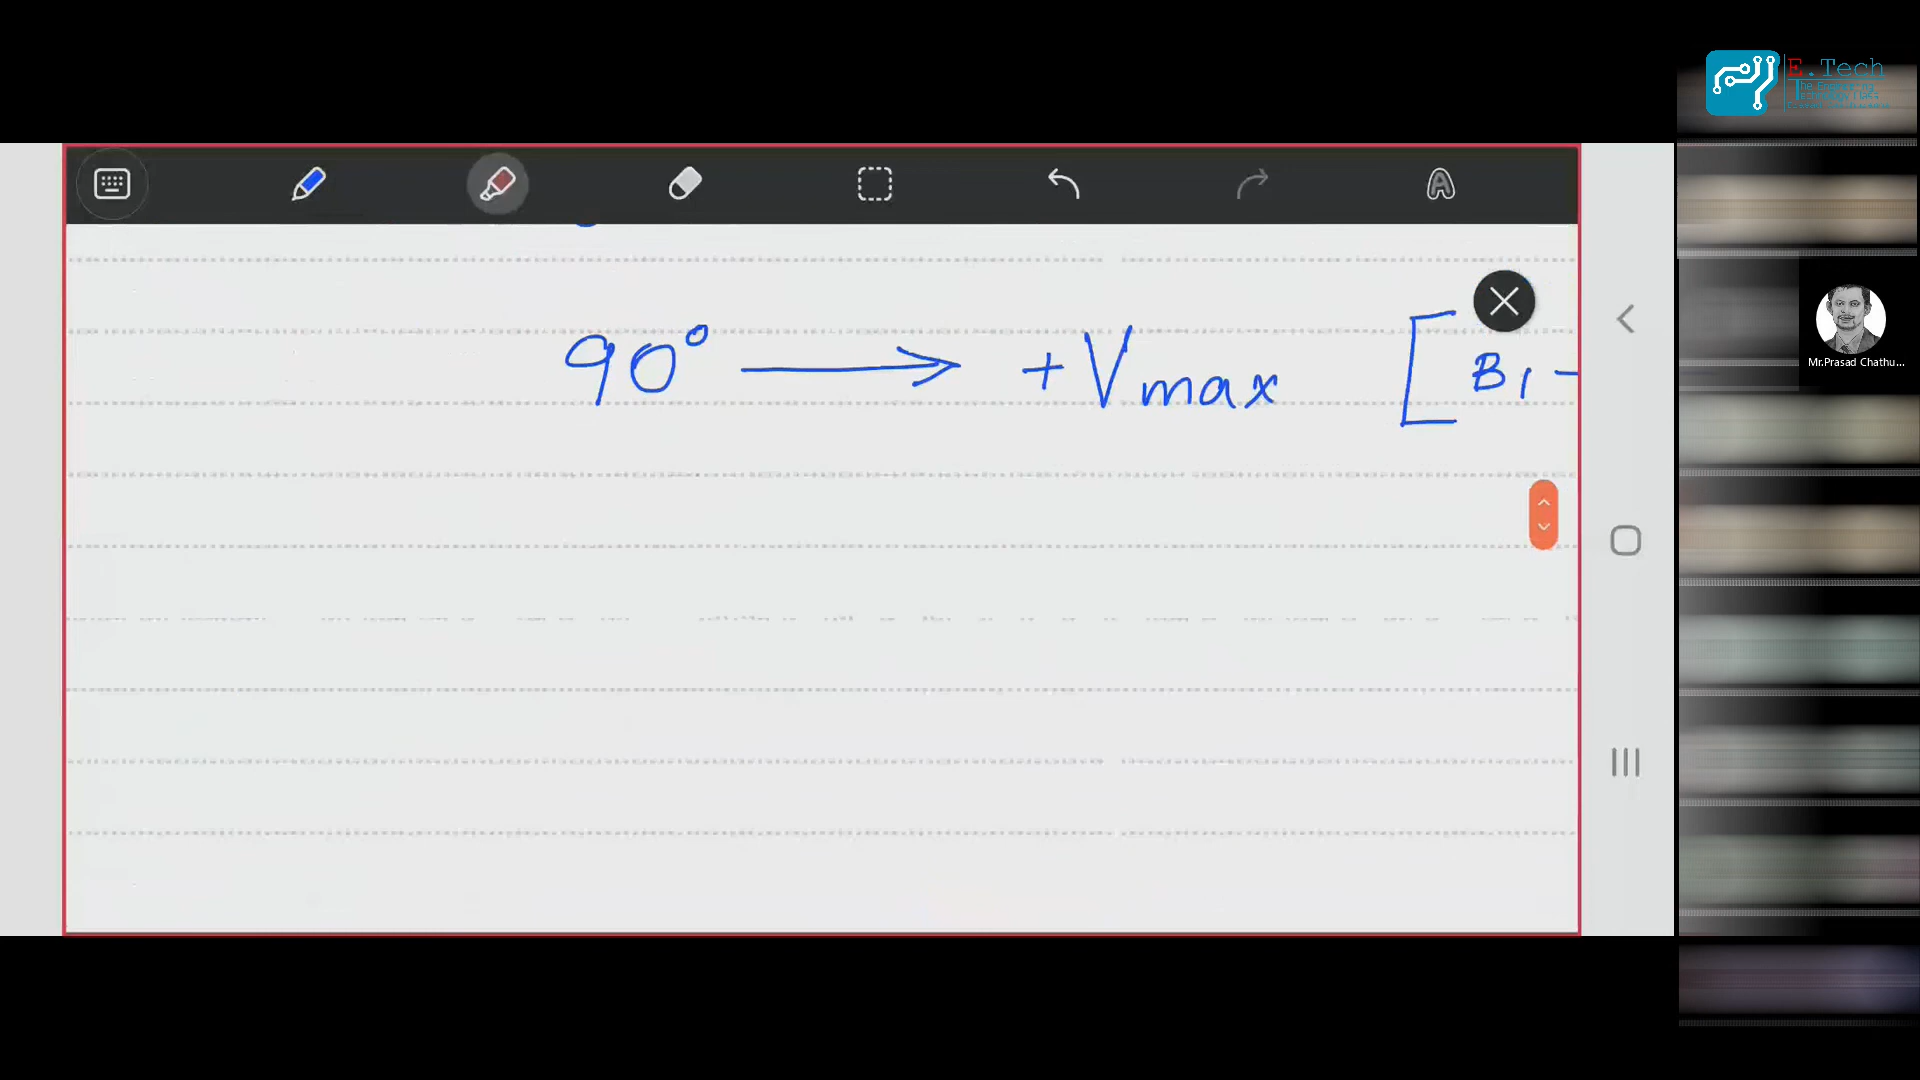 E.Tech
90° ⟶ +Vmax [ B1 -
Mr.Prasad Chathu...